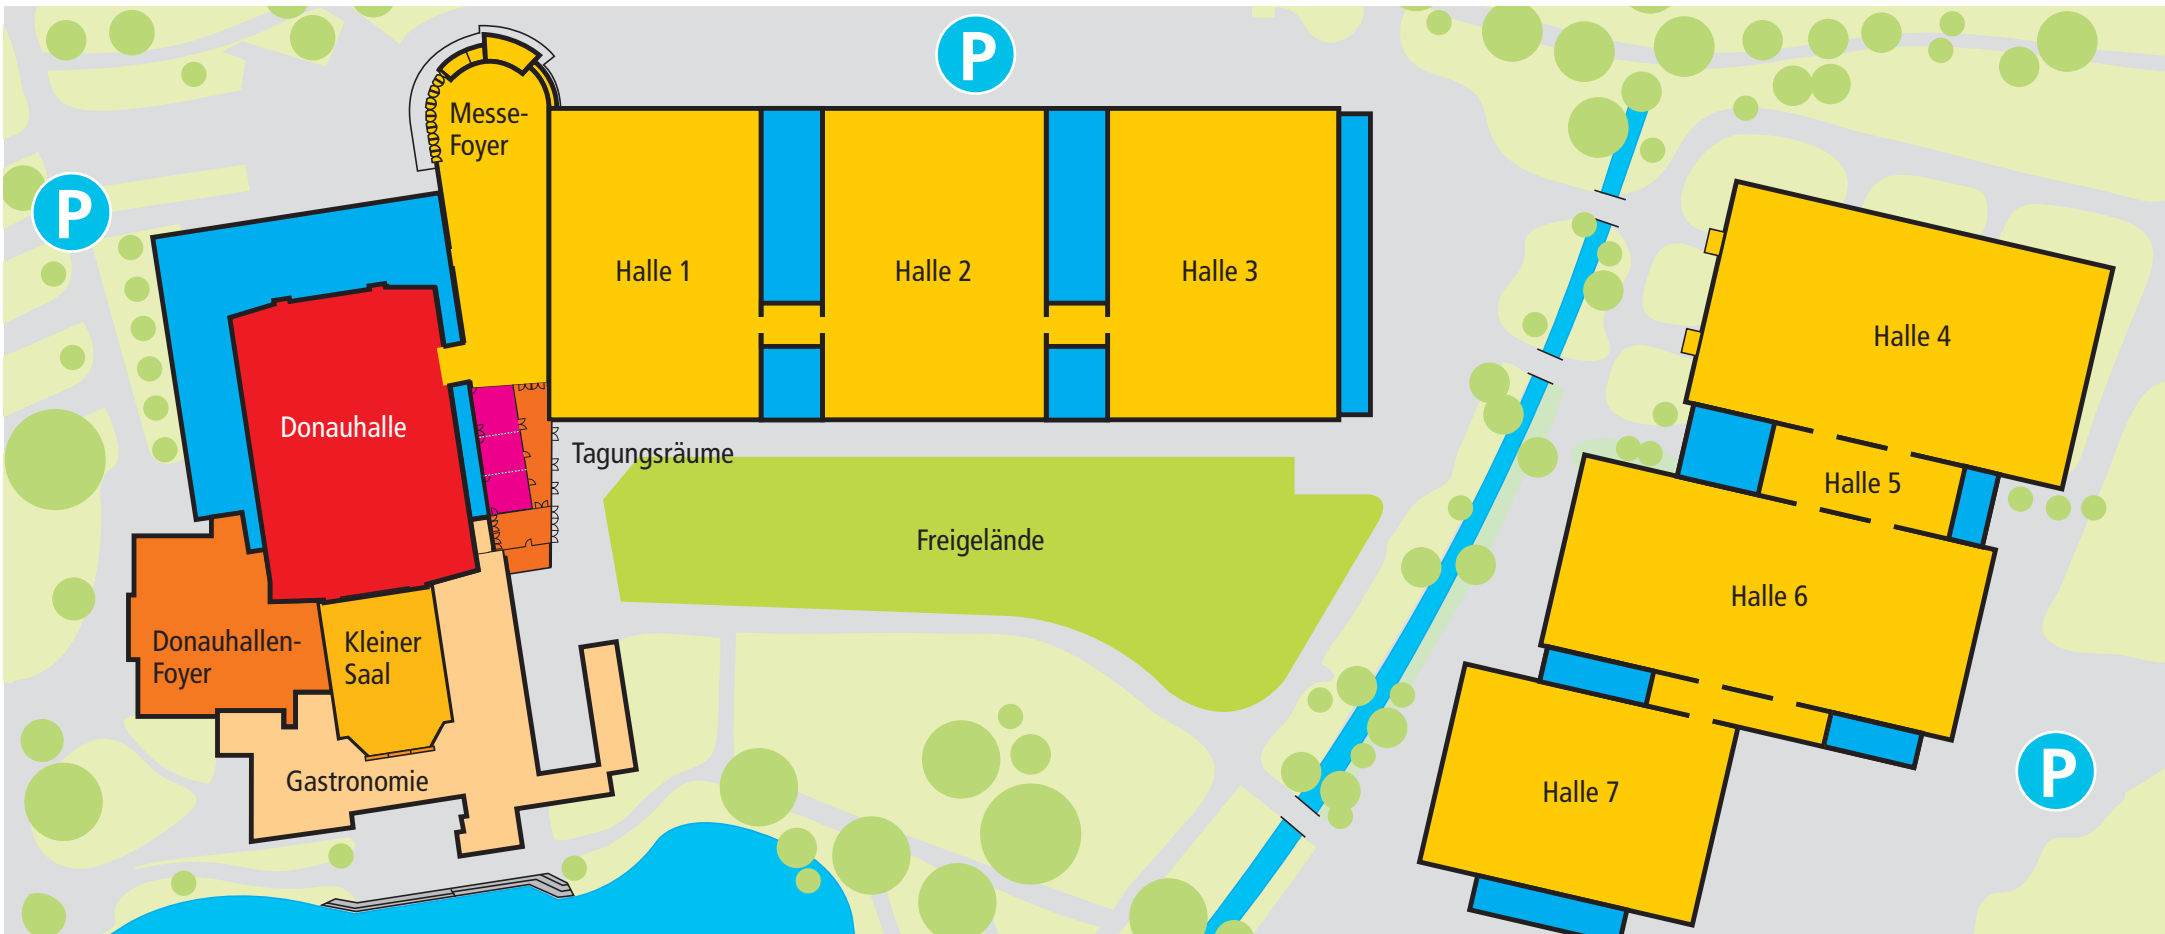 P
Messe-
Foyer
P
Halle 1
Halle 2
Halle 3
Halle 4
Donauhalle
Tagungsräume
Halle 5
Freigelände
Halle 6
Donauhallen-
Foyer
Kleiner
Saal
Gastronomie
Halle 7
P